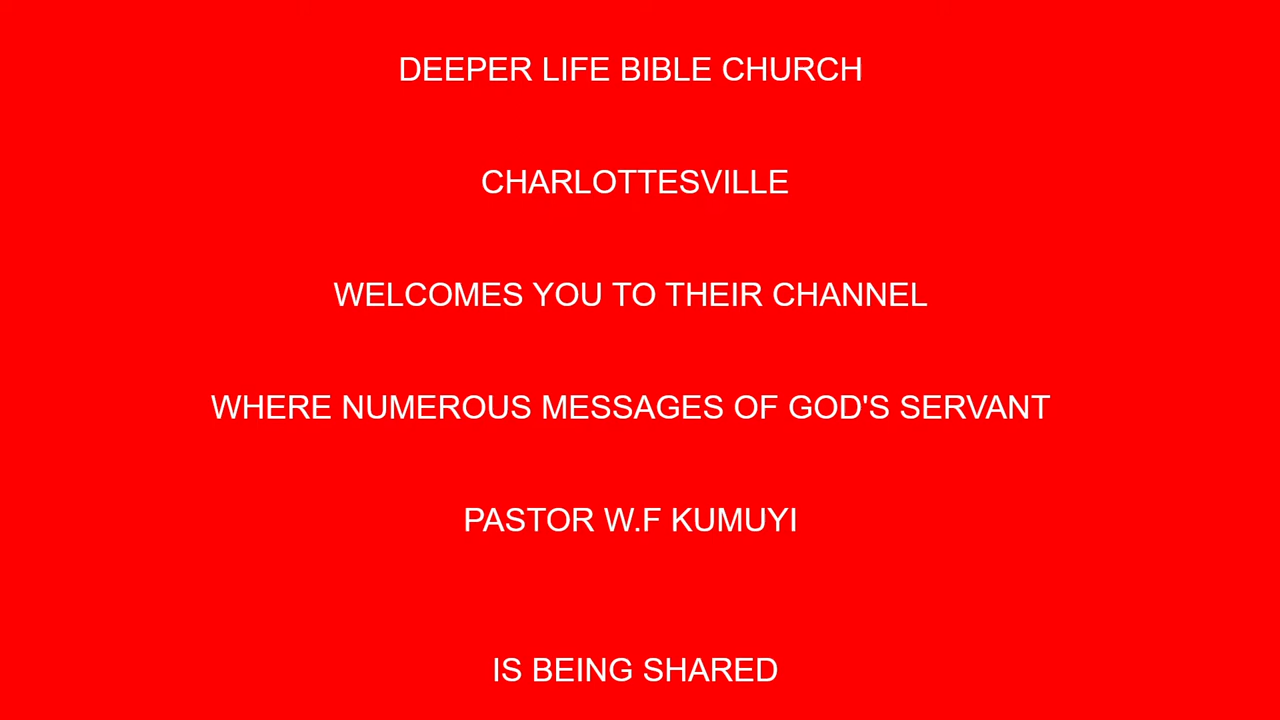 DEEPER LIFE BIBLE CHURCH
CHARLOTTESVILLE
WELCOMES YOU TO THEIR CHANNEL
WHERE NUMEROUS MESSAGES OF GOD'S SERVANT
PASTOR W.F KUMUYI
IS BEING SHARED